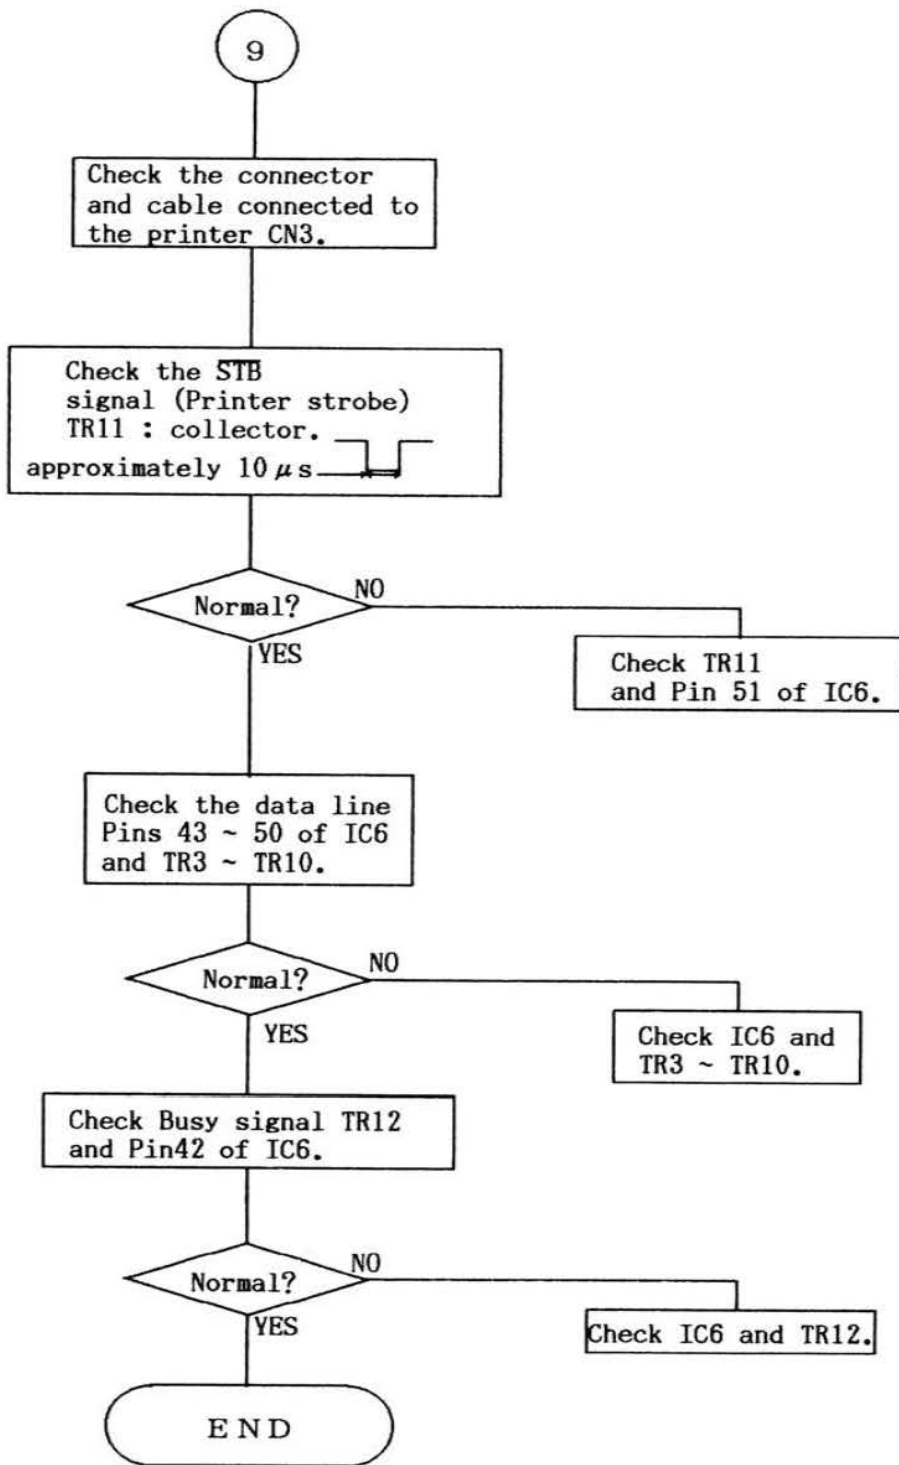 9
Check the connector
and cable connected to
the printer CN3.
Check the S̅T̅B̅
signal (Printer strobe)
TR11 : collector.
approximately 10 μs
Normal?
NO
YES
Check TR11
and Pin 51 of IC6.
Check the data line
Pins 43 ~ 50 of IC6
and TR3 ~ TR10.
Normal?
NO
YES
Check IC6 and
TR3 ~ TR10.
Check Busy signal TR12
and Pin42 of IC6.
Normal?
NO
YES
Check IC6 and TR12.
END